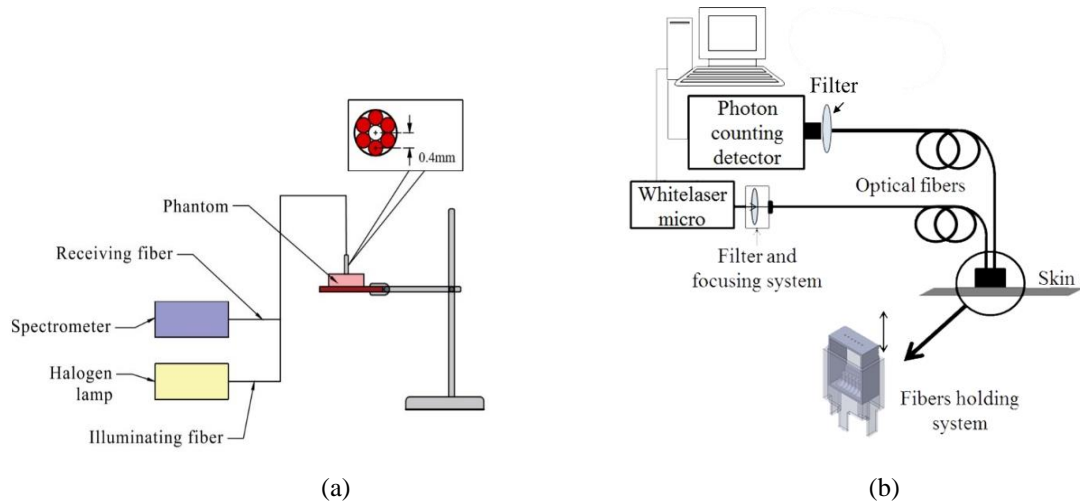 0.4mm
Phantom
Receiving fiber
Spectrometer
Halogen
lamp
Illuminating fiber
(a)
Filter
Photon
counting
detector
Optical fibers
Whitelaser
micro
Filter and
focusing system
Skin
Fibers holding
system
(b)